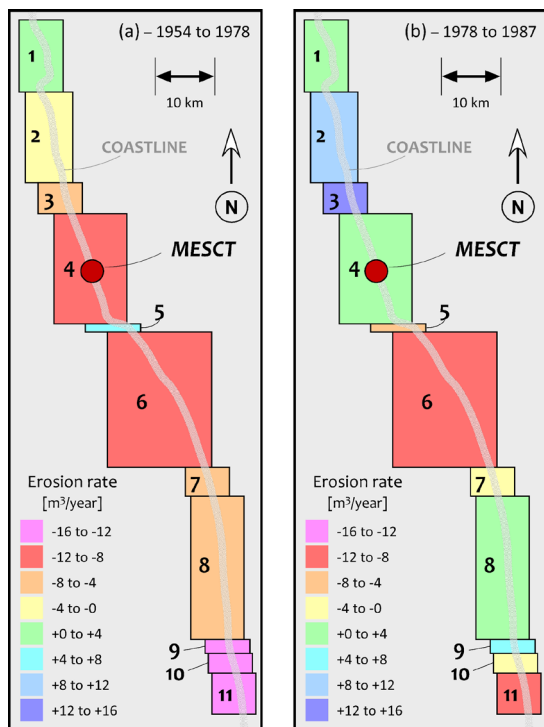 (a) – 1954 to 1978
10 km
1
2
COASTLINE
3
N
4
MESCT
5
6
7
8
9
10
11
Erosion rate
[m³/year]
-16 to -12
-12 to -8
-8 to -4
-4 to -0
+0 to +4
+4 to +8
+8 to +12
+12 to +16
(b) – 1978 to 1987
10 km
1
2
COASTLINE
3
N
4
MESCT
5
6
7
8
9
10
11
Erosion rate
[m³/year]
-16 to -12
-12 to -8
-8 to -4
-4 to -0
+0 to +4
+4 to +8
+8 to +12
+12 to +16